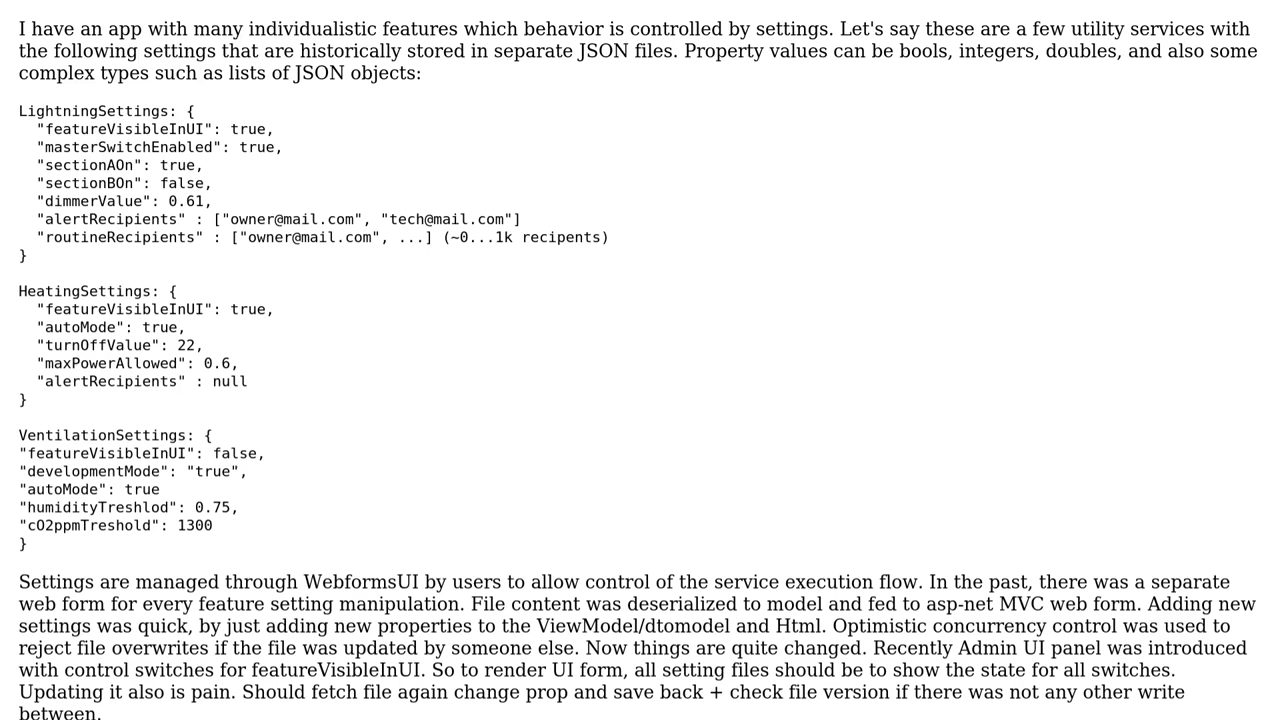 I have an app with many individualistic features which behavior is controlled by settings. Let's say these are a few utility services with
the following settings that are historically stored in separate JSON files. Property values can be bools, integers, doubles, and also some
complex types such as lists of JSON objects:
LightningSettings: {
"featureVisibleInUI": true,
"masterSwitchEnabled": true,
"sectionAOn": true,
"sectionBOn": false,
"dimmerValue": 0.61,
"alertRecipients" : ["owner@mail.com", "tech@mail.com"]
"routineRecipients" : ["owner@mail.com", ...] (~0...1k recipents)
}
HeatingSettings: {
"featureVisibleInUI": true,
"autoMode": true,
"turnOffValue": 22,
"maxPowerAllowed": 0.6,
"alertRecipients" : null
}
VentilationSettings: {
"featureVisibleInUI": false,
"developmentMode": "true",
"autoMode": true
"humidityTreshlod": 0.75,
"cO2ppmTreshold": 1300
}
Settings are managed through WebformsUI by users to allow control of the service execution flow. In the past, there was a separate
web form for every feature setting manipulation. File content was deserialized to model and fed to asp-net MVC web form. Adding new
settings was quick, by just adding new properties to the ViewModel/dtomodel and Html. Optimistic concurrency control was used to
reject file overwrites if the file was updated by someone else. Now things are quite changed. Recently Admin UI panel was introduced
with control switches for featureVisibleInUI. So to render UI form, all setting files should be to show the state for all switches.
Updating it also is pain. Should fetch file again change prop and save back + check file version if there was not any other write
between.